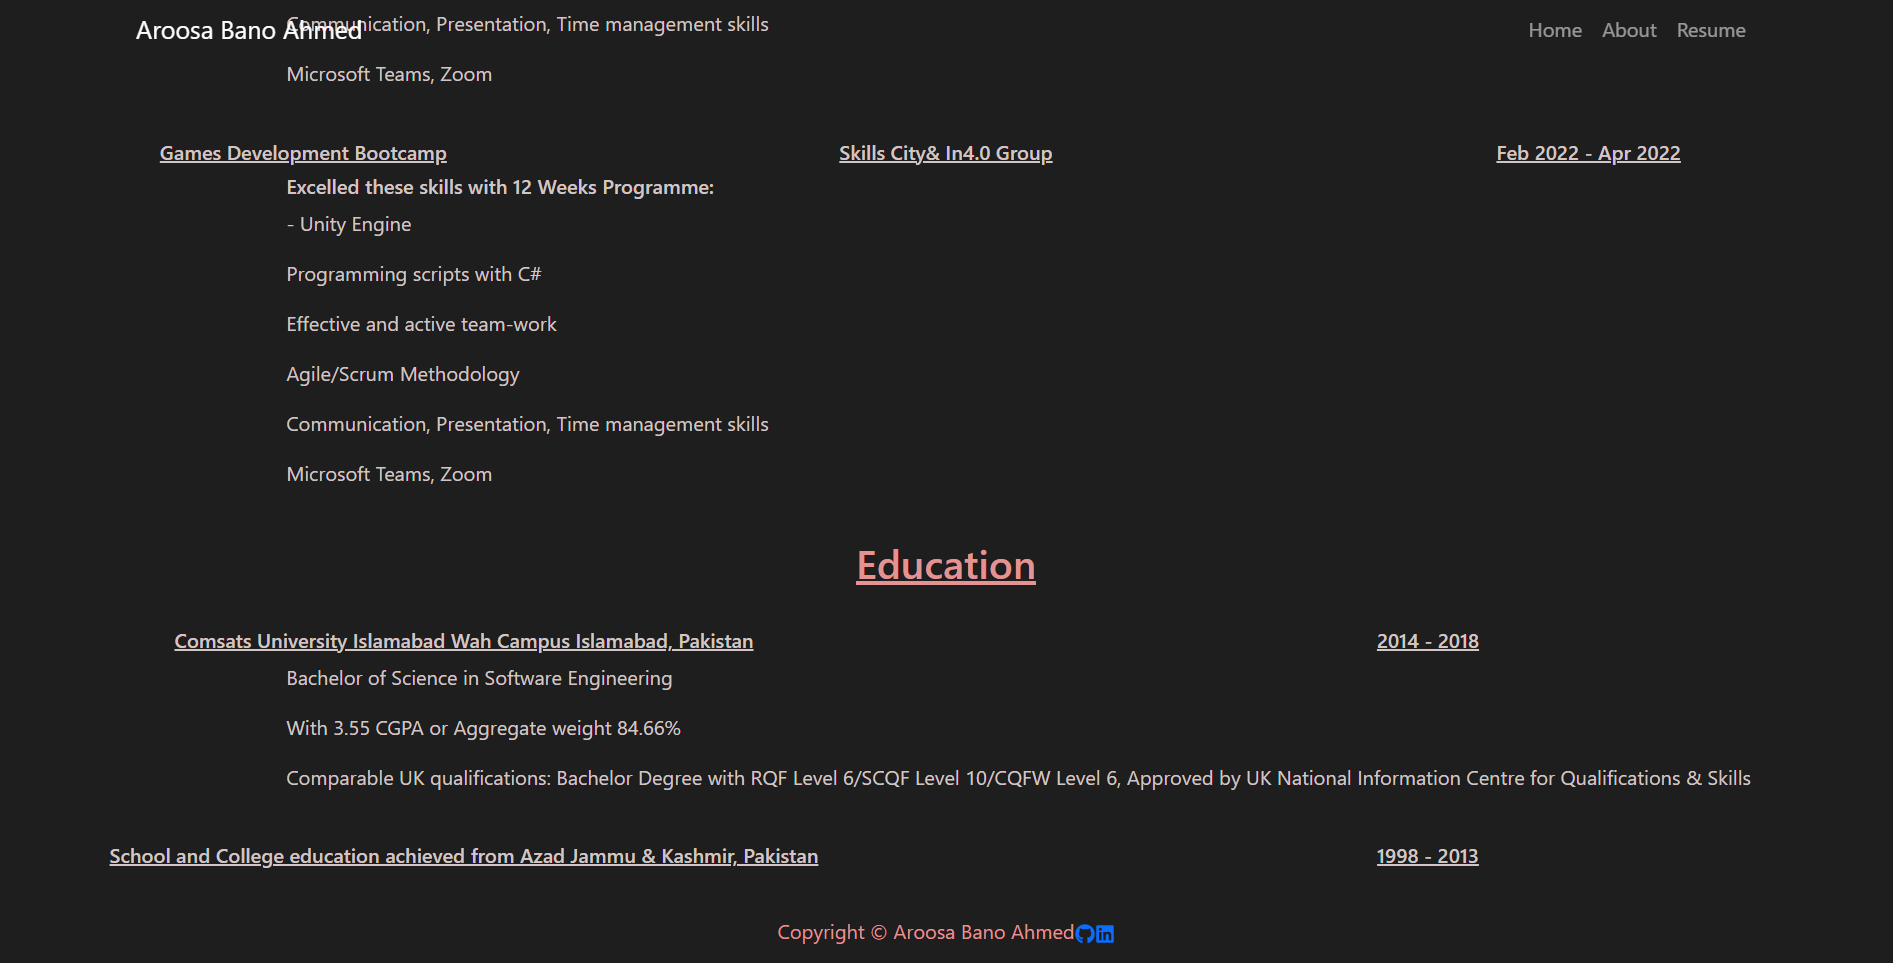 Aroosa Bano Ahmed
Home About Resume
Communication, Presentation, Time management skills
Microsoft Teams, Zoom
Games Development Bootcamp Skills City& In4.0 Group Feb 2022 - Apr 2022
Excelled these skills with 12 Weeks Programme:
- Unity Engine
Programming scripts with C#
Effective and active team-work
Agile/Scrum Methodology
Communication, Presentation, Time management skills
Microsoft Teams, Zoom
Education
Comsats University Islamabad Wah Campus Islamabad, Pakistan 2014 - 2018
Bachelor of Science in Software Engineering
With 3.55 CGPA or Aggregate weight 84.66%
Comparable UK qualifications: Bachelor Degree with RQF Level 6/SCQF Level 10/CQFW Level 6, Approved by UK National Information Centre for Qualifications & Skills
School and College education achieved from Azad Jammu & Kashmir, Pakistan 1998 - 2013
Copyright © Aroosa Bano Ahmed